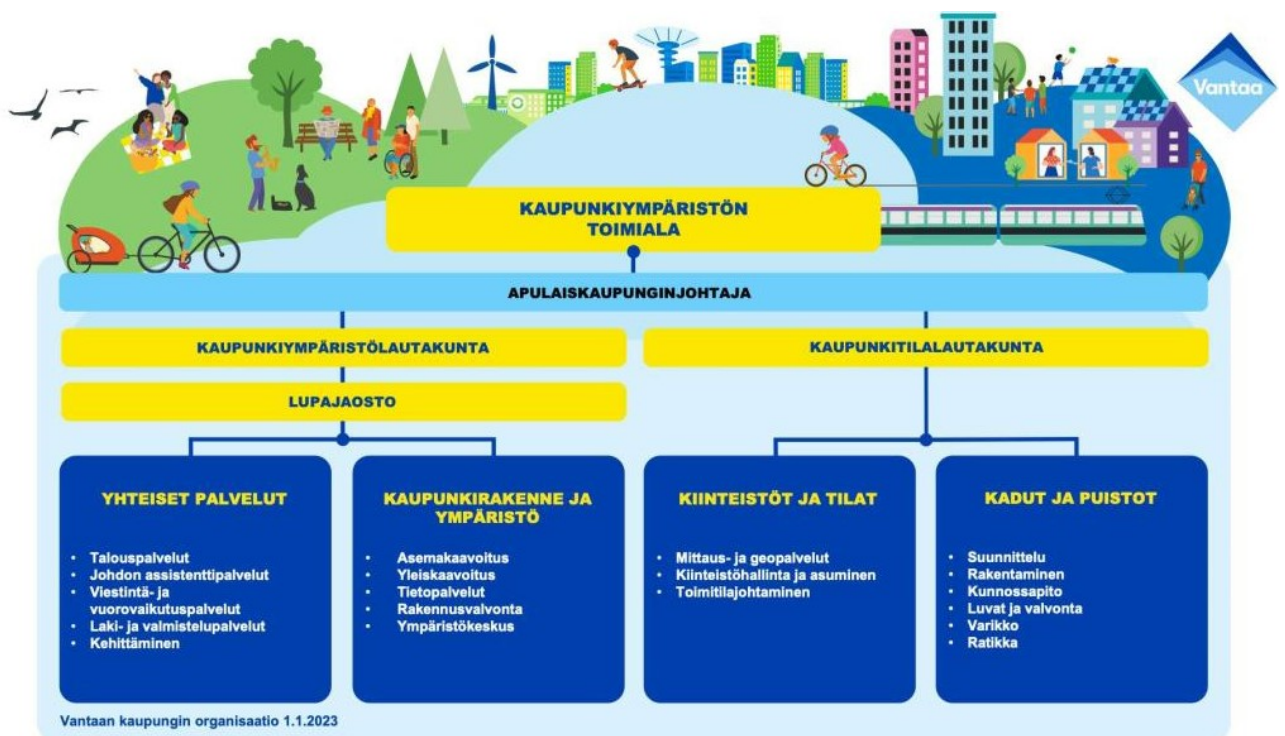 Vantaa
KAUPUNKIYMPÄRISTÖN
TOIMIALA
APULAISKAUPUNGINJOHTAJA
KAUPUNKIYMPÄRISTÖLAUTAKUNTA
LUPAJAOSTO
KAUPUNKITILALAUTAKUNTA
YHTEISET PALVELUT
• Talouspalvelut
• Johdon assistenttipalvelut
• Viestintä- ja
vuorovaikutuspalvelut
• Laki- ja valmistelupalvelut
• Kehittäminen
KAUPUNKIRAKENNE JA
YMPÄRISTÖ
• Asemakaavoitus
• Yleiskaavoitus
• Tietopalvelut
• Rakennusvalvonta
• Ympäristökeskus
KIINTEISTÖT JA TILAT
• Mittaus- ja geopalvelut
• Kiinteistöhallinta ja asuminen
• Toimitilajohtaminen
KADUT JA PUISTOT
• Suunnittelu
• Rakentaminen
• Kunnossapito
• Luvat ja valvonta
• Varikko
• Ratikka
Vantaan kaupungin organisaatio 1.1.2023